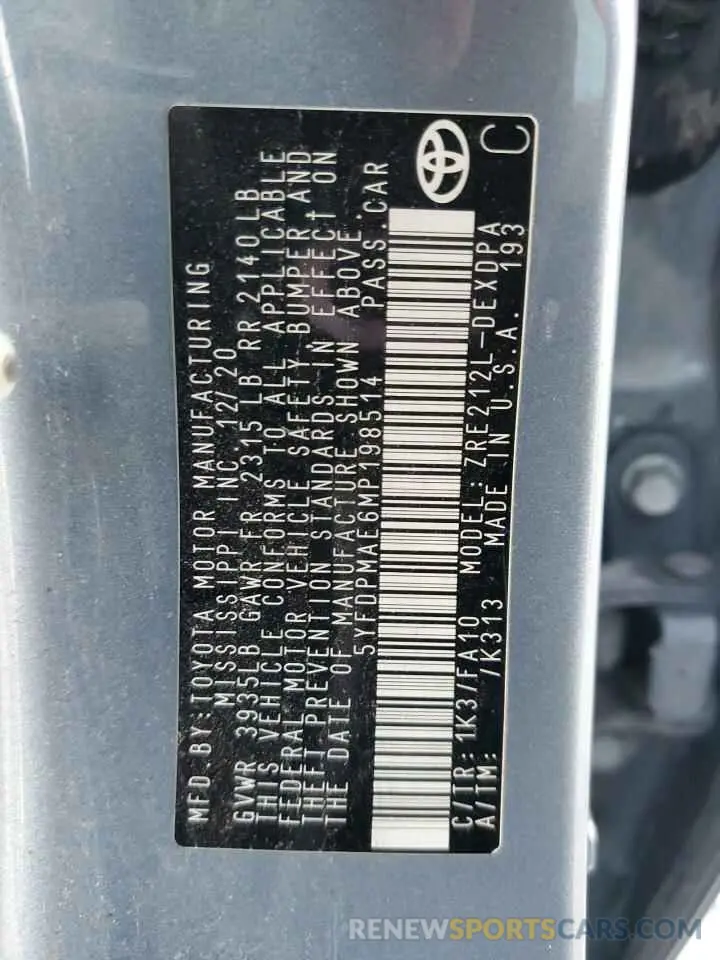 MFD.BY:TOYOTA MOTOR MANUFACTURING
MISSISSIPPI INC. 12/20
GVWR 3935LB GAWR FR 2315LB RR 2140LB
THIS VEHICLE CONFORMS TO ALL APPLICABLE
FEDERAL MOTOR VEHICLE SAFETY BUMPER, AND
THEFT PREVENTION STANDARDS IN EFFECT ON
THE DATE OF MANUFACTURE SHOWN ABOVE.
5YFDPMAE6MP198514 PASS.CAR
C/TR: 1K3/FA10 MODEL:ZRE212L-DEXDPA
A/TM: /K313 MADE IN U.S.A. 193
C
RENEWSPORTSCARS.COM